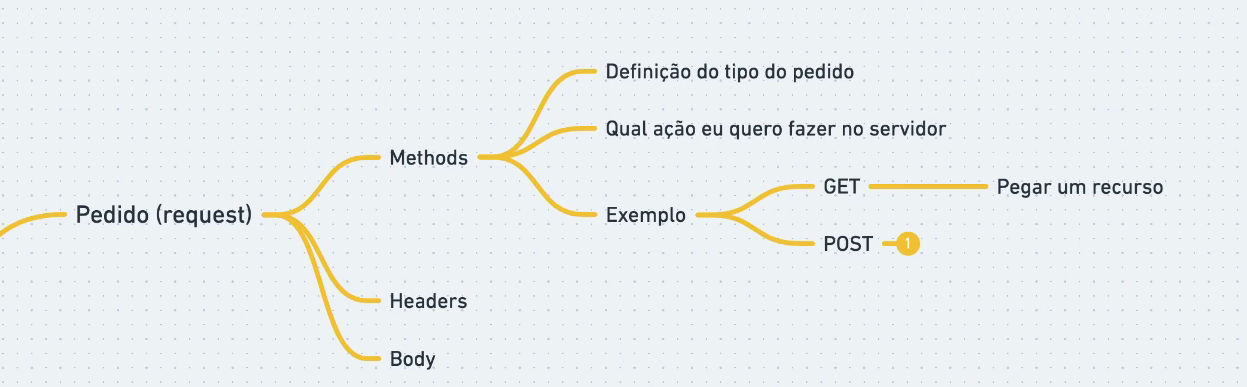 Definição do tipo do pedido
Qual ação eu quero fazer no servidor
Methods
GET
Pegar um recurso
Pedido (request)
Exemplo
POST
1
Headers
Body